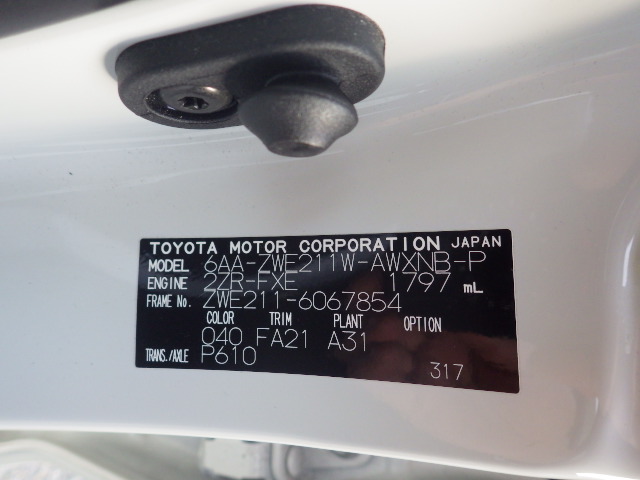 TOYOTA MOTOR CORPORATION JAPAN
MODEL 6AA-ZWE211W-AWXNB-P
ENGINE 2ZR-FXE 1797 mL
FRAME No. ZWE211-6067854
COLOR TRIM PLANT OPTION
040 FA21 A31
TRANS./AXLE P610
317